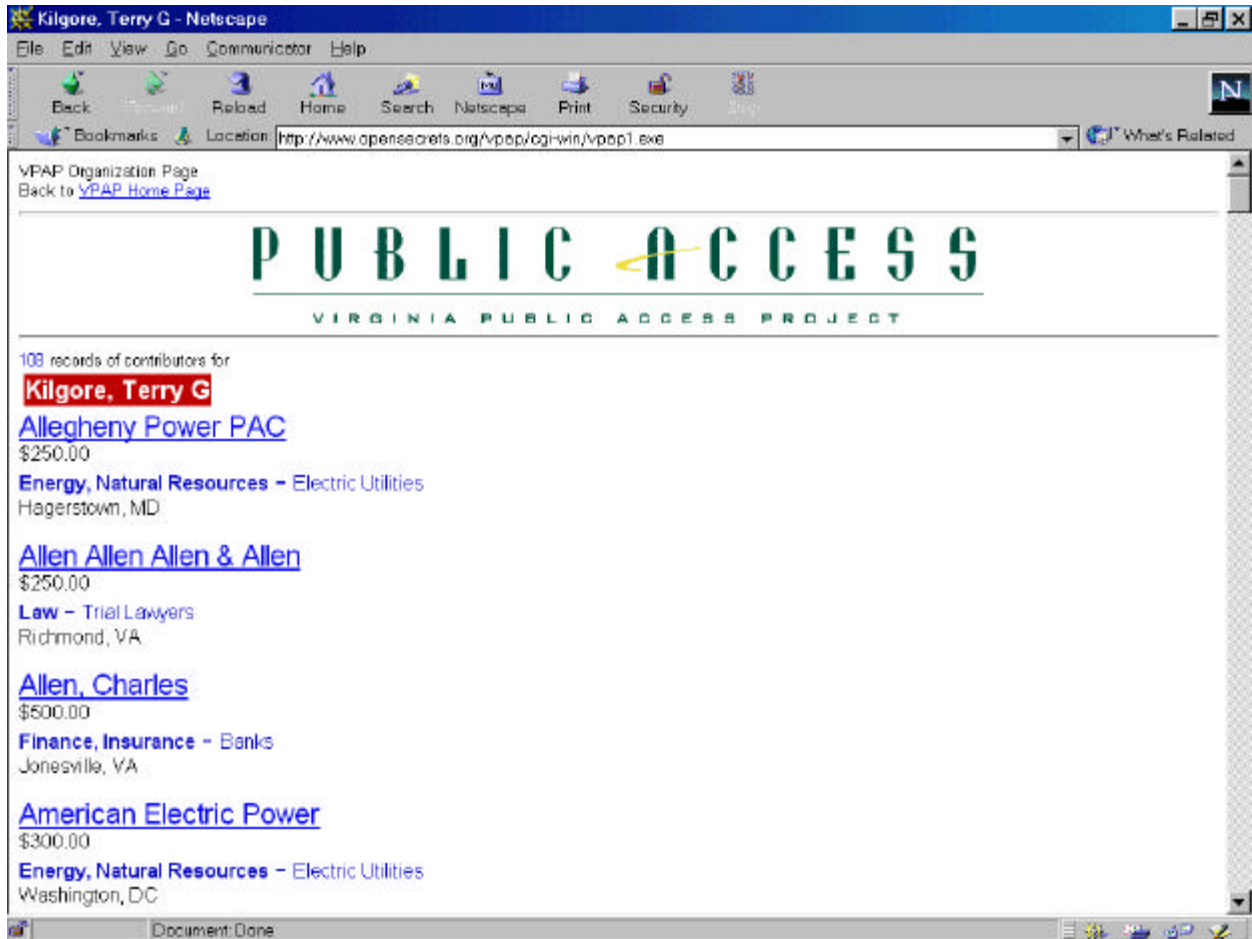 Kilgore, Terry G - Netscape
File Edit View Go Communicator Help
Back Forward Reload Home Search Netscape Print Security Stop
Bookmarks Location http://www.opensecrets.org/vpap/cgi-win/vpap1.exe What's Related
VPAP Organization Page
Back to VPAP Home Page
PUBLIC ACCESS
VIRGINIA PUBLIC ACCESS PROJECT
108 records of contributors for
Kilgore, Terry G
Allegheny Power PAC
$250.00
Energy, Natural Resources - Electric Utilities
Hagerstown, MD
Allen Allen Allen & Allen
$250.00
Law - Trial Lawyers
Richmond, VA
Allen, Charles
$500.00
Finance, Insurance - Banks
Jonesville, VA
American Electric Power
$300.00
Energy, Natural Resources - Electric Utilities
Washington, DC
Document: Done